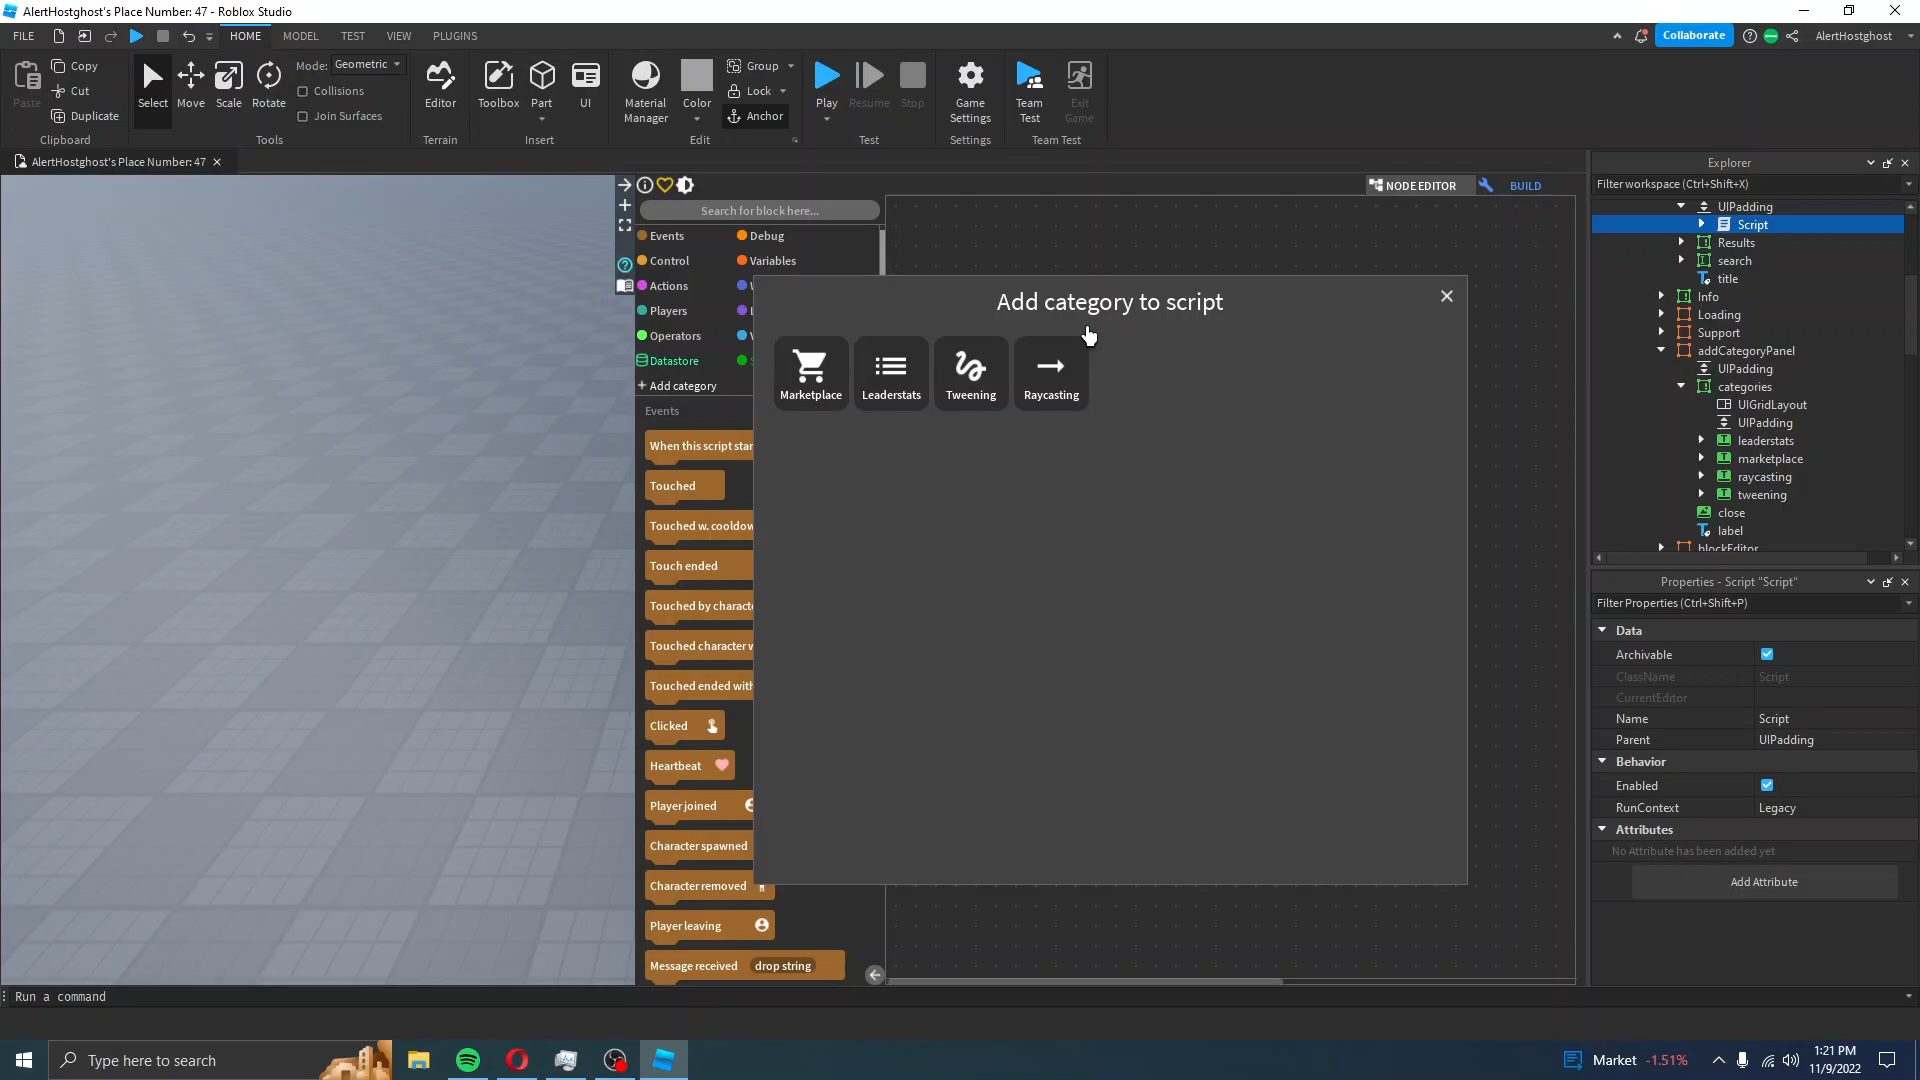 AlertHostghost's Place Number: 47 - Roblox Studio
FILE
HOME
MODEL
TEST
VIEW
PLUGINS
Collaborate
AlertHostghost
Paste
Copy
Cut
Duplicate
Clipboard
Select
Move
Scale
Rotate
Mode: Geometric
Collisions
Join Surfaces
Tools
Editor
Terrain
Toolbox
Part
UI
Insert
Material
Manager
Color
Group
Lock
Anchor
Edit
Play
Resume
Stop
Test
Game
Settings
Settings
Team
Test
Exit
Game
Team Test
AlertHostghost's Place Number: 47
NODE EDITOR
BUILD
Search for block here...
Events
Debug
Control
Variables
Actions
Players
Operators
Datastore
+ Add category
Events
When this script star
Touched
Touched w. cooldow
Touch ended
Touched by characte
Touched character w
Touched ended with
Clicked
Heartbeat
Player joined
Character spawned
Character removed
Player leaving
Message received drop string
Add category to script
Marketplace
Leaderstats
Tweening
Raycasting
Explorer
Filter workspace (Ctrl+Shift+X)
UIPadding
Script
Results
search
title
Info
Loading
Support
addCategoryPanel
UIPadding
categories
UIGridLayout
UIPadding
leaderstats
marketplace
raycasting
tweening
close
label
blockEditor
Properties - Script "Script"
Filter Properties (Ctrl+Shift+P)
Data
Archivable
ClassName Script
CurrentEditor
Name Script
Parent UIPadding
Behavior
Enabled
RunContext Legacy
Attributes
No Attribute has been added yet
Add Attribute
Run a command
Type here to search
Market -1.51%
1:21 PM
11/9/2022